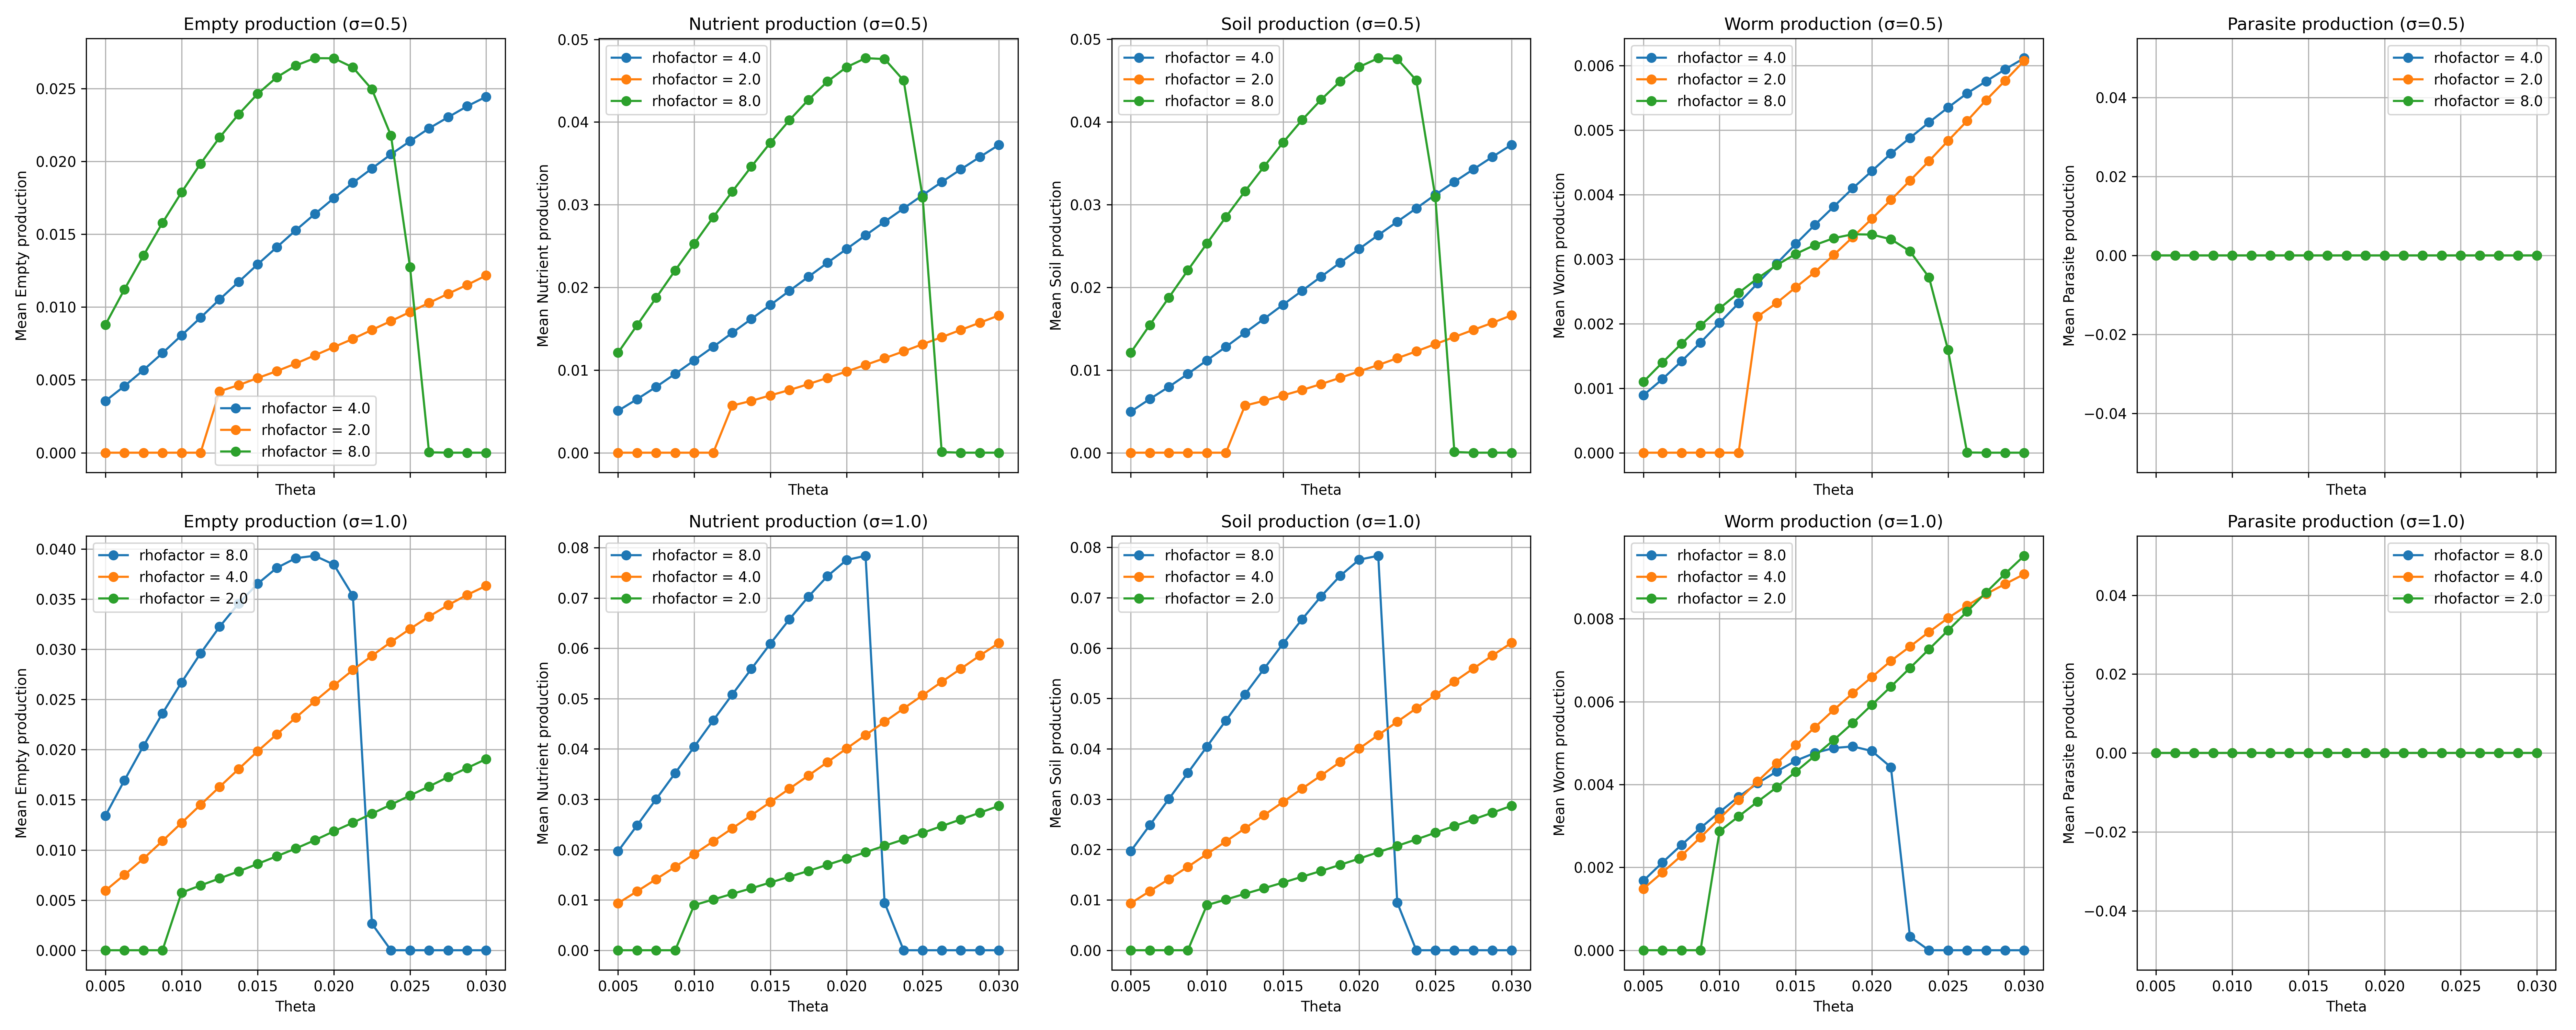 Empty production (σ=0.5)
Mean Empty production
0.025
0.020
0.015
0.010
0.005
0.000
rhofactor = 4.0
rhofactor = 2.0
rhofactor = 8.0
Theta
Nutrient production (σ=0.5)
Mean Nutrient production
0.05
0.04
0.03
0.02
0.01
0.00
rhofactor = 4.0
rhofactor = 2.0
rhofactor = 8.0
Theta
Soil production (σ=0.5)
Mean Soil production
0.05
0.04
0.03
0.02
0.01
0.00
rhofactor = 4.0
rhofactor = 2.0
rhofactor = 8.0
Theta
Worm production (σ=0.5)
Mean Worm production
0.006
0.005
0.004
0.003
0.002
0.001
0.000
rhofactor = 4.0
rhofactor = 2.0
rhofactor = 8.0
Theta
Parasite production (σ=0.5)
Mean Parasite production
0.04
0.02
0.00
−0.02
−0.04
rhofactor = 4.0
rhofactor = 2.0
rhofactor = 8.0
Theta
Empty production (σ=1.0)
Mean Empty production
0.040
0.035
0.030
0.025
0.020
0.015
0.010
0.005
0.000
rhofactor = 8.0
rhofactor = 4.0
rhofactor = 2.0
0.005 0.010 0.015 0.020 0.025 0.030
Theta
Nutrient production (σ=1.0)
Mean Nutrient production
0.08
0.07
0.06
0.05
0.04
0.03
0.02
0.01
0.00
rhofactor = 8.0
rhofactor = 4.0
rhofactor = 2.0
0.005 0.010 0.015 0.020 0.025 0.030
Theta
Soil production (σ=1.0)
Mean Soil production
0.08
0.07
0.06
0.05
0.04
0.03
0.02
0.01
0.00
rhofactor = 8.0
rhofactor = 4.0
rhofactor = 2.0
0.005 0.010 0.015 0.020 0.025 0.030
Theta
Worm production (σ=1.0)
Mean Worm production
0.008
0.006
0.004
0.002
0.000
rhofactor = 8.0
rhofactor = 4.0
rhofactor = 2.0
0.005 0.010 0.015 0.020 0.025 0.030
Theta
Parasite production (σ=1.0)
Mean Parasite production
0.04
0.02
0.00
−0.02
−0.04
rhofactor = 8.0
rhofactor = 4.0
rhofactor = 2.0
0.005 0.010 0.015 0.020 0.025 0.030
Theta